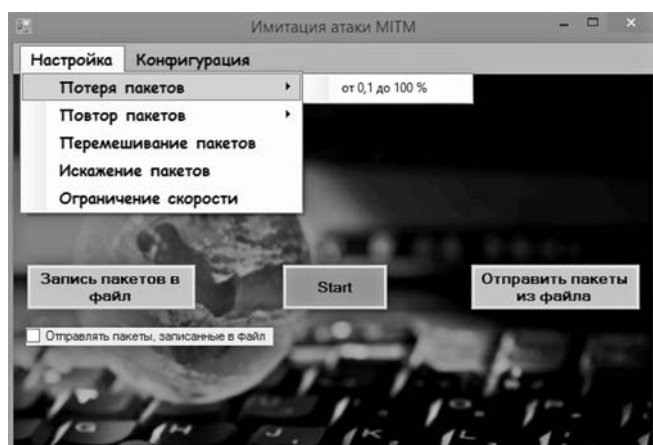 Имитация атаки MITM
Настройка Конфигурация
Потеря пакетов
от 0,1 до 100 %
Повтор пакетов
Перемешивание пакетов
Искажение пакетов
Ограничение скорости
Запись пакетов в
файл
Start
Отправить пакеты
из файла
Отправлять пакеты, записанные в файл